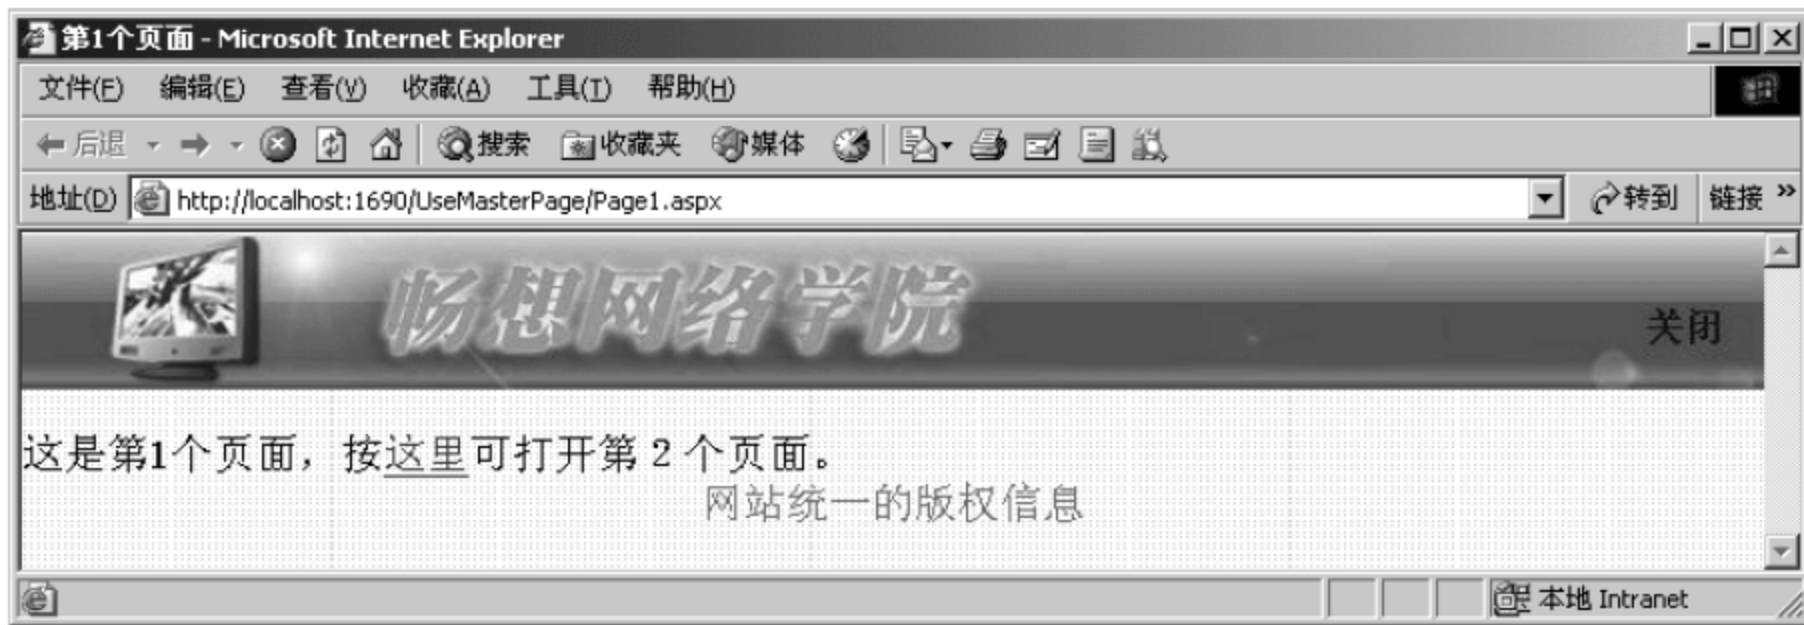 第1个页面 - Microsoft Internet Explorer
文件(F) 编辑(E) 查看(V) 收藏(A) 工具(T) 帮助(H)
后退 搜索 收藏夹 媒体
地址(D) http://localhost:1690/UseMasterPage/Page1.aspx 转到 链接 »
畅想网络学院
关闭
这是第1个页面，按这里可打开第 2 个页面。
网站统一的版权信息
本地 Intranet